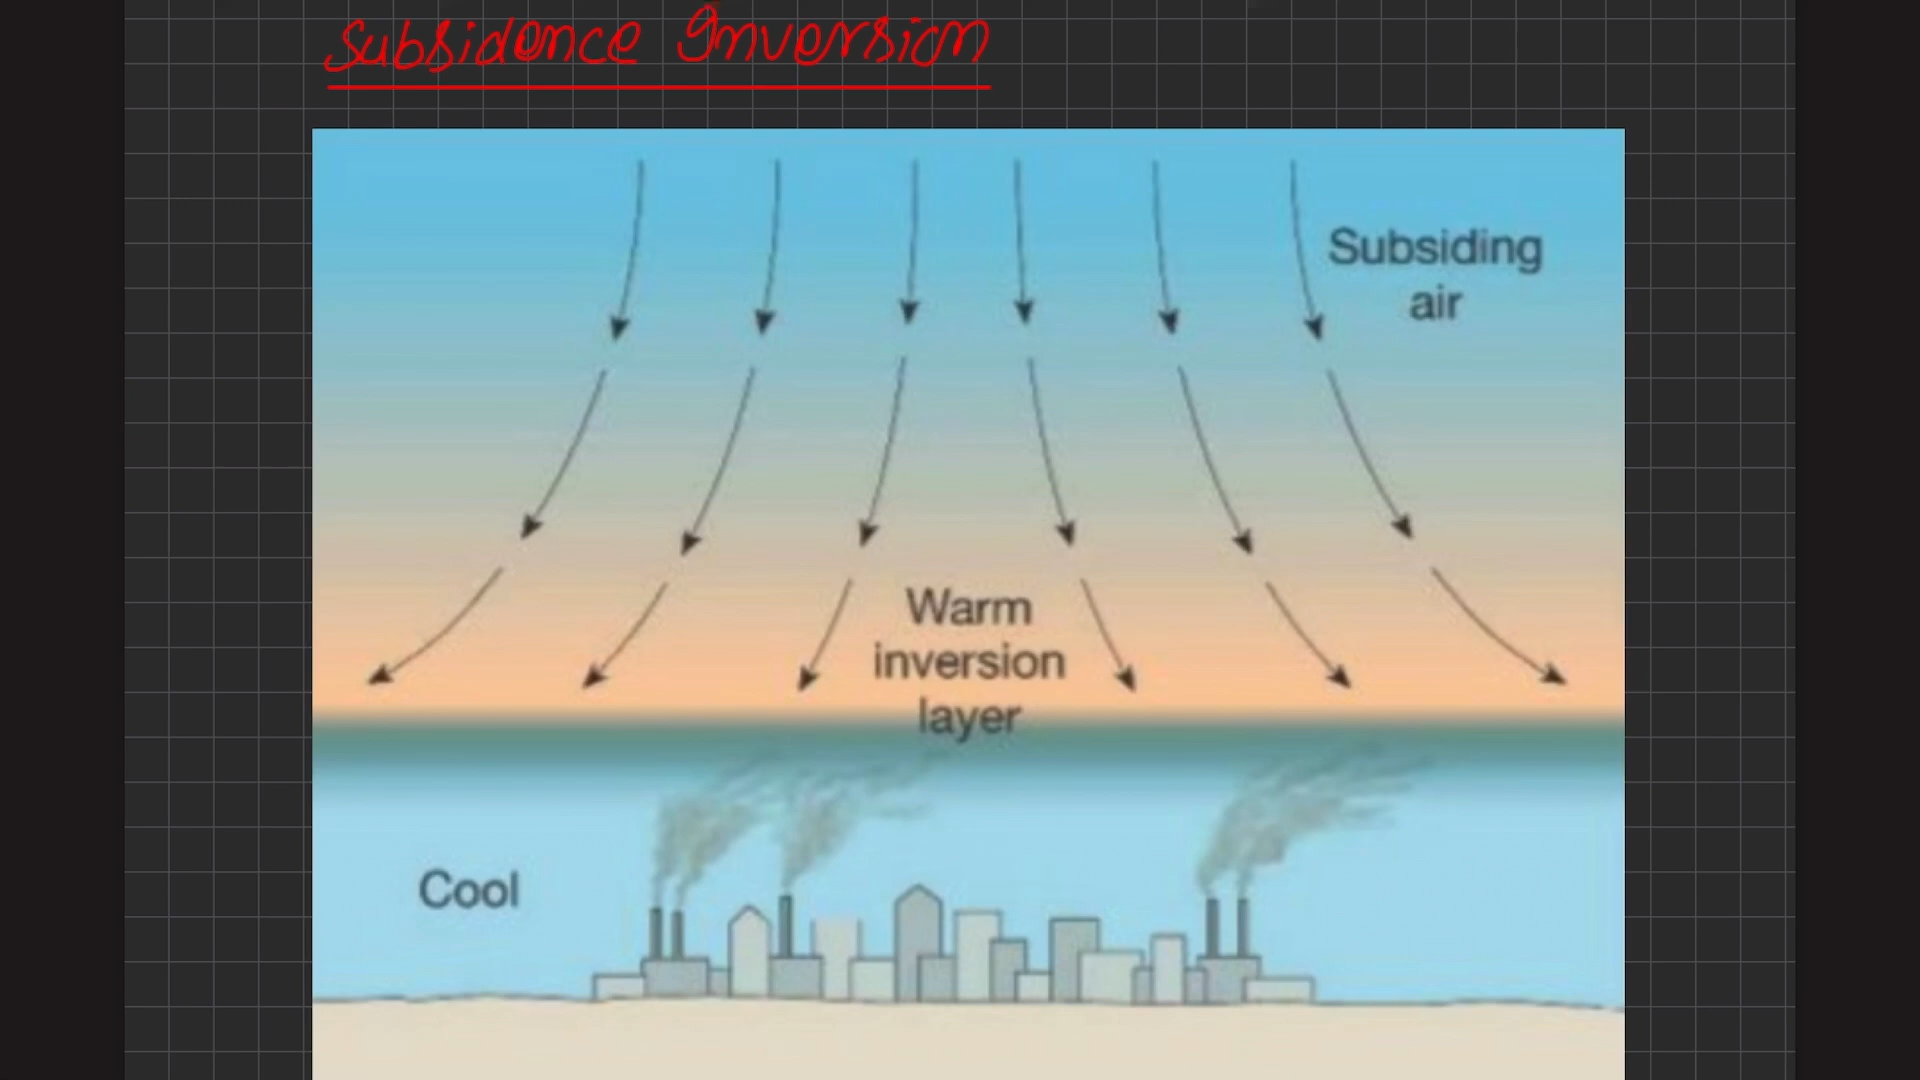 Subsidence Inversion
Subsiding
air
Warm
inversion
layer
Cool